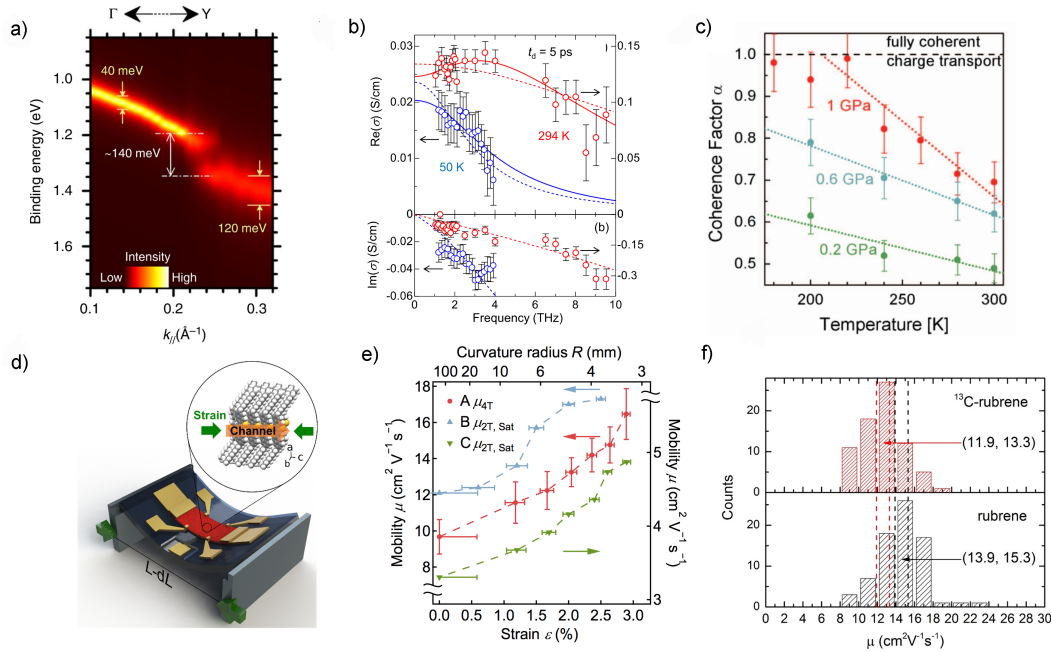 a)
Γ
Y
Binding energy (eV)
1.0
1.2
1.4
1.6
40 meV
~140 meV
120 meV
Intensity
Low
High
0.1
0.2
0.3
k//(Å⁻¹)
b)
Re(σ) (S/cm)
0.03
0.02
0.01
0
t_d = 5 ps
294 K
50 K
0.15
0.10
0.05
0
Im(σ) (S/cm)
0
-0.02
-0.04
-0.06
(b)
-0.15
-0.3
0
2
4
6
8
10
Frequency (THz)
c)
Coherence Factor α
1.0
0.9
0.8
0.7
0.6
0.5
fully coherent
charge transport
1 GPa
0.6 GPa
0.2 GPa
200
240
260
300
Temperature [K]
d)
Strain
Channel
a
b
c
L-dL
e)
Curvature radius R (mm)
100
20
10
8
6
4
3
Mobility μ (cm² V⁻¹ s⁻¹)
18
16
14
12
10
8
A μ4T
B μ2T, Sat
C μ2T, Sat
5
4
3
Mobility μ (cm² V⁻¹s⁻¹)
0.0
0.5
1.0
1.5
2.0
2.5
3.0
Strain ε (%)
f)
Counts
20
10
0
¹³C-rubrene
(11.9, 13.3)
20
10
0
rubrene
(13.9, 15.3)
0 2 4 6 8 10 12 14 16 18 20 22 24 26 28 30
μ (cm²V⁻¹s⁻¹)